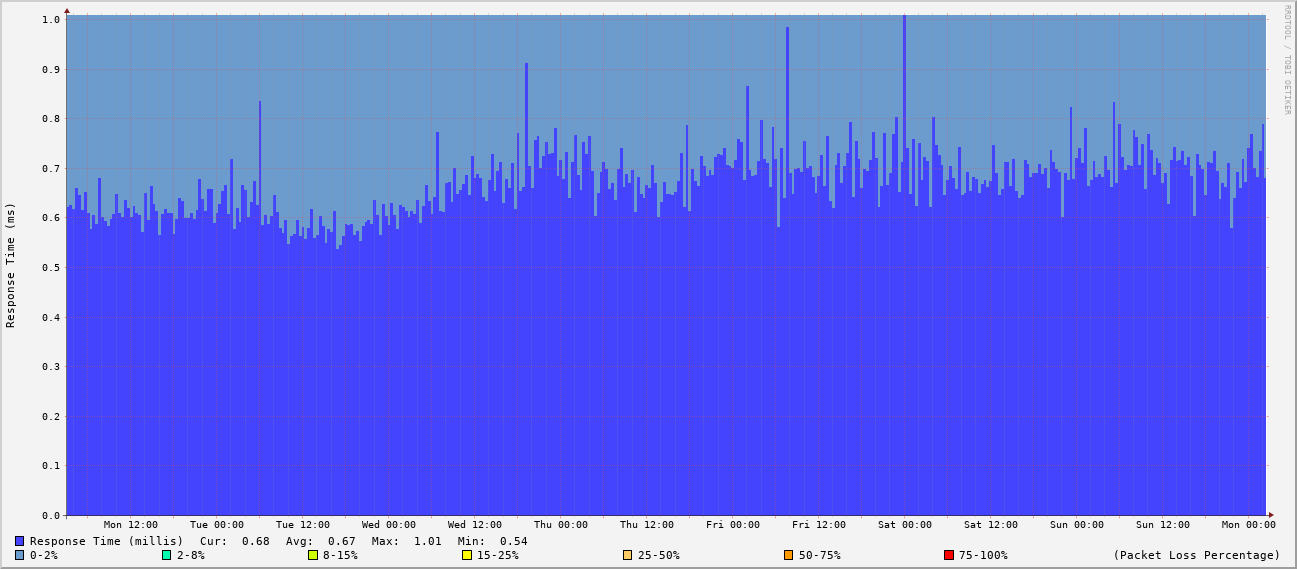 RRDTOOL / TOBI OETIKER
Response Time (ms)
1.0
0.9
0.8
0.7
0.6
0.5
0.4
0.3
0.2
0.1
0.0
Mon 12:00 Tue 00:00 Tue 12:00 Wed 00:00 Wed 12:00 Thu 00:00 Thu 12:00 Fri 00:00 Fri 12:00 Sat 00:00 Sat 12:00 Sun 00:00 Sun 12:00 Mon 00:00
Response Time (millis) Cur: 0.68 Avg: 0.67 Max: 1.01 Min: 0.54
0-2% 2-8% 8-15% 15-25% 25-50% 50-75% 75-100% (Packet Loss Percentage)